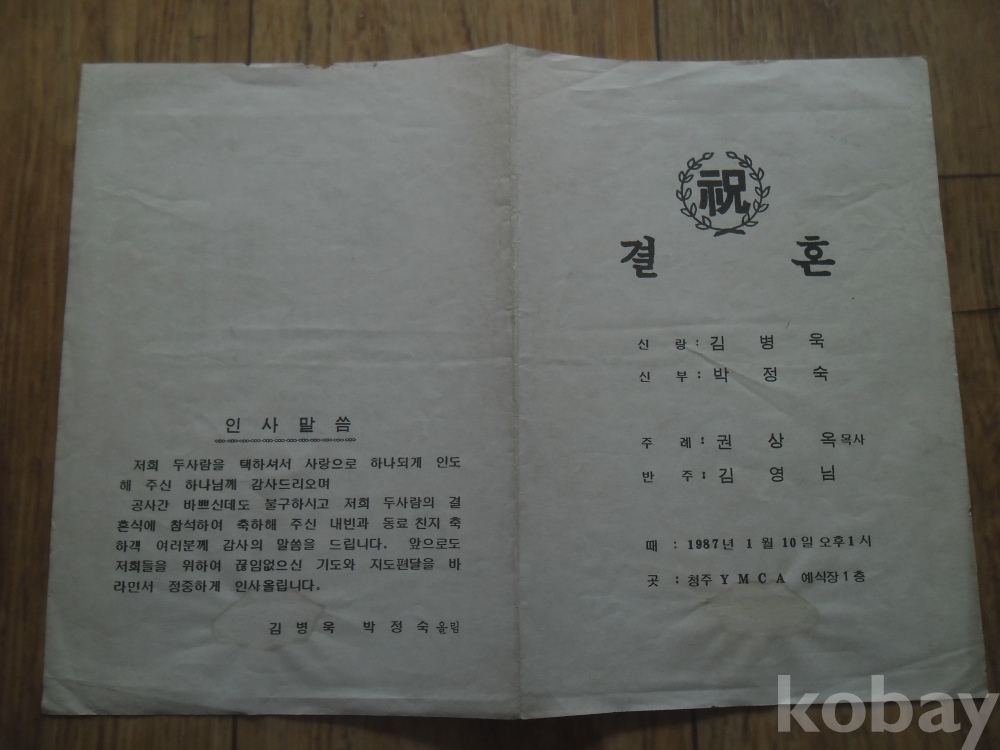 인 사 말 씀
저희 두사람을 택하셔서 사랑으로 하나되게 인도
해 주신 하나님께 감사드리오며
공사간 바쁘신데도 불구하시고 저희 두사람의 결
혼식에 참석하여 축하해 주신 내빈과 동료 친지 축
하객 여러분께 감사의 말씀을 드립니다. 앞으로도
저희들을 위하여 끊임없으신 기도와 지도편달을 바
라면서 정중하게 인사올립니다.
김 병 욱 박 정 숙 올림
祝
결 혼
신 랑 : 김 병 욱
신 부 : 박 정 숙
주 례 : 권 상 옥 목사
반 주 : 김 영 님
때 : 1987년 1월 10일 오후1시
곳 : 청주 YMCA 예식장 1층
kobay